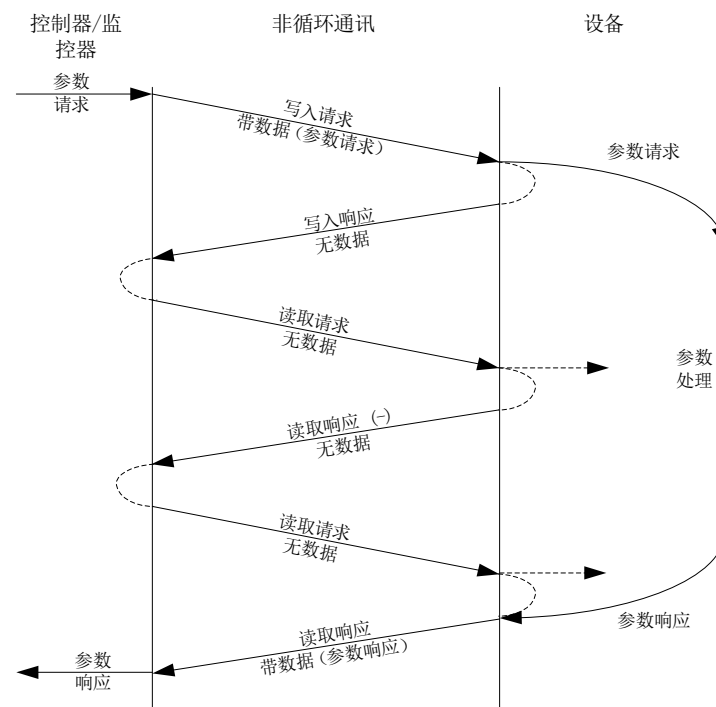 控制器/监
控器
非循环通讯
设备
参数
请求
写入请求
带数据(参数请求)
参数请求
写入响应
无数据
读取请求
无数据
参数
处理
读取响应 (-)
无数据
读取请求
无数据
参数响应
读取响应
带数据(参数响应)
参数
响应